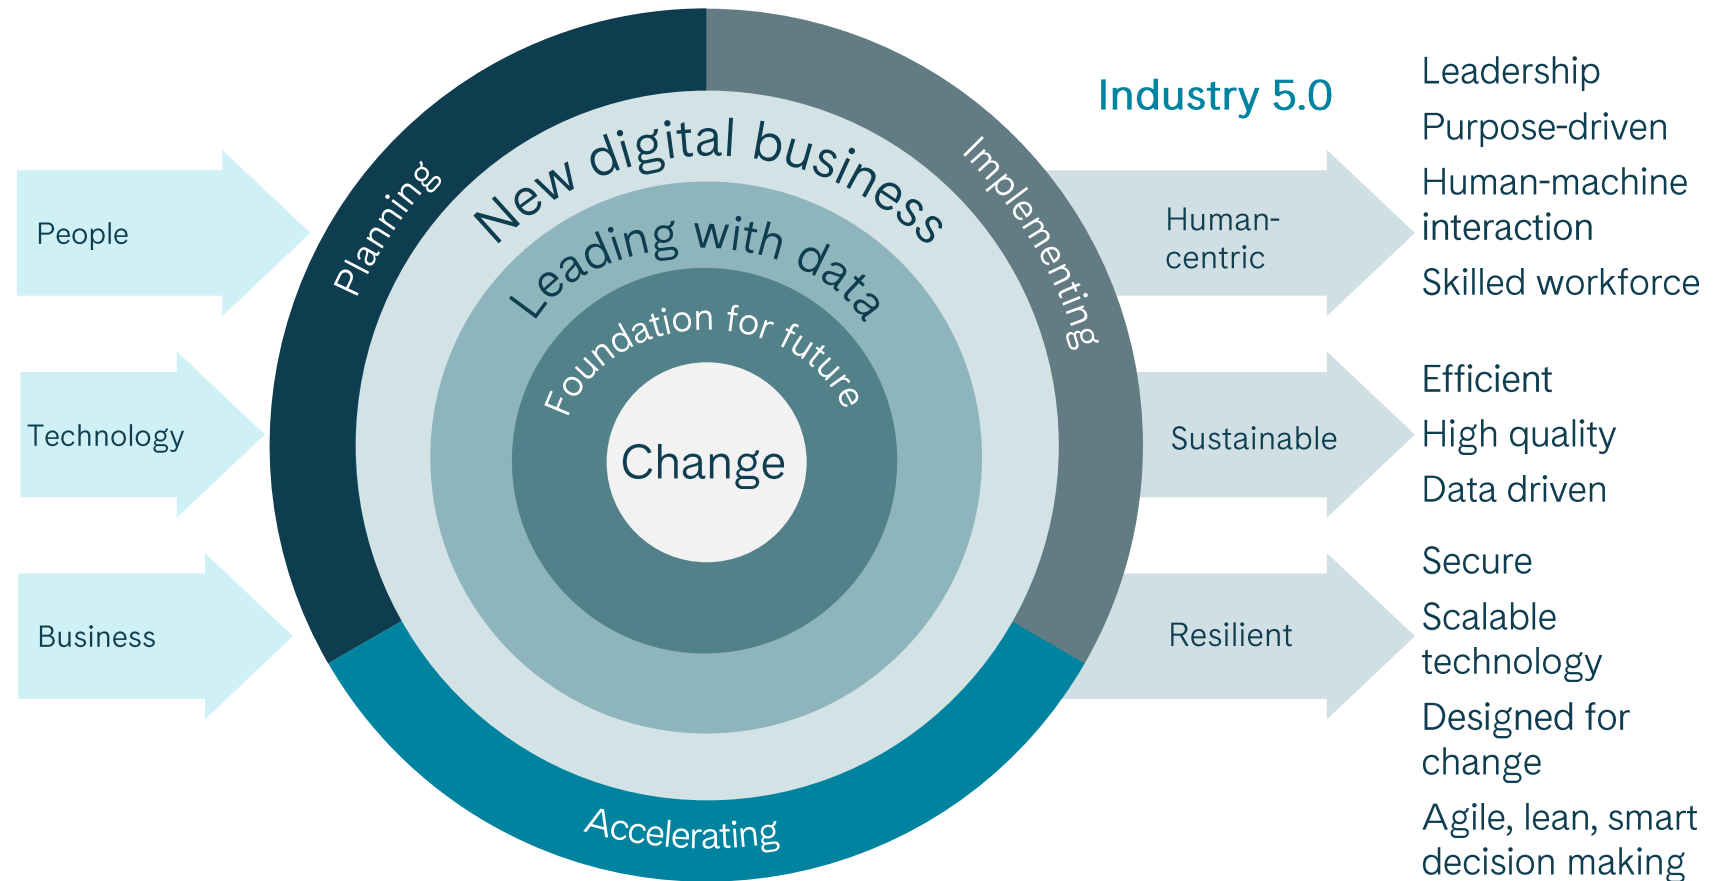 People
Technology
Business
Planning
Implementing
Accelerating
New digital business
Leading with data
Foundation for future
Change
Industry 5.0
Human-
centric
Sustainable
Resilient
Leadership
Purpose-driven
Human-machine
interaction
Skilled workforce
Efficient
High quality
Data driven
Secure
Scalable
technology
Designed for
change
Agile, lean, smart
decision making